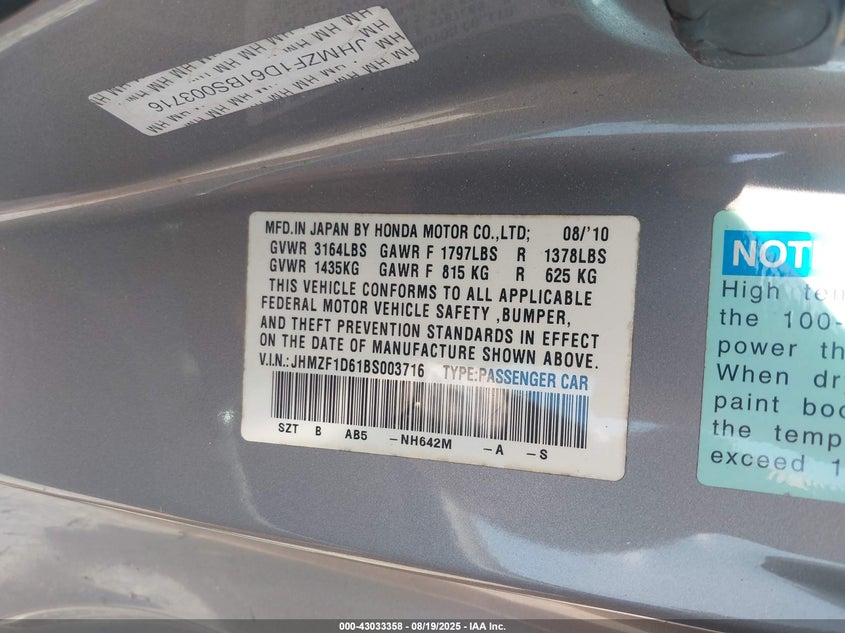 JHMZF1D61BS003716
MFD.IN JAPAN BY HONDA MOTOR CO.,LTD; 08/'10
GVWR 3164LBS GAWR F 1797LBS R 1378LBS
GVWR 1435KG GAWR F 815 KG R 625 KG
THIS VEHICLE CONFORMS TO ALL APPLICABLE
FEDERAL MOTOR VEHICLE SAFETY ,BUMPER,
AND THEFT PREVENTION STANDARDS IN EFFECT
ON THE DATE OF MANUFACTURE SHOWN ABOVE.
V.I.N.:JHMZF1D61BS003716 TYPE:PASSENGER CAR
SZT B AB5 -NH642M -A -S
NOTI
High tem
the 100-
power th
When dr
paint boo
the temp
exceed 1
000-43033358 - 08/19/2025 - IAA Inc.